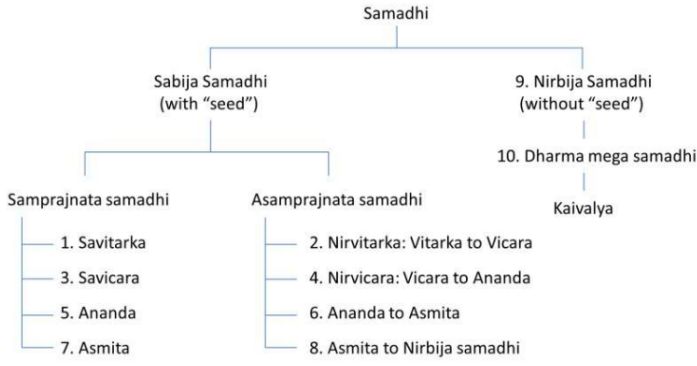 Samadhi
Sabija Samadhi
(with “seed”)
9. Nirbija Samadhi
(without “seed”)
10. Dharma mega samadhi
Kaivalya
Samprajnata samadhi
1. Savitarka
3. Savicara
5. Ananda
7. Asmita
Asamprajnata samadhi
2. Nirvitarka: Vitarka to Vicara
4. Nirvicara: Vicara to Ananda
6. Ananda to Asmita
8. Asmita to Nirbija samadhi